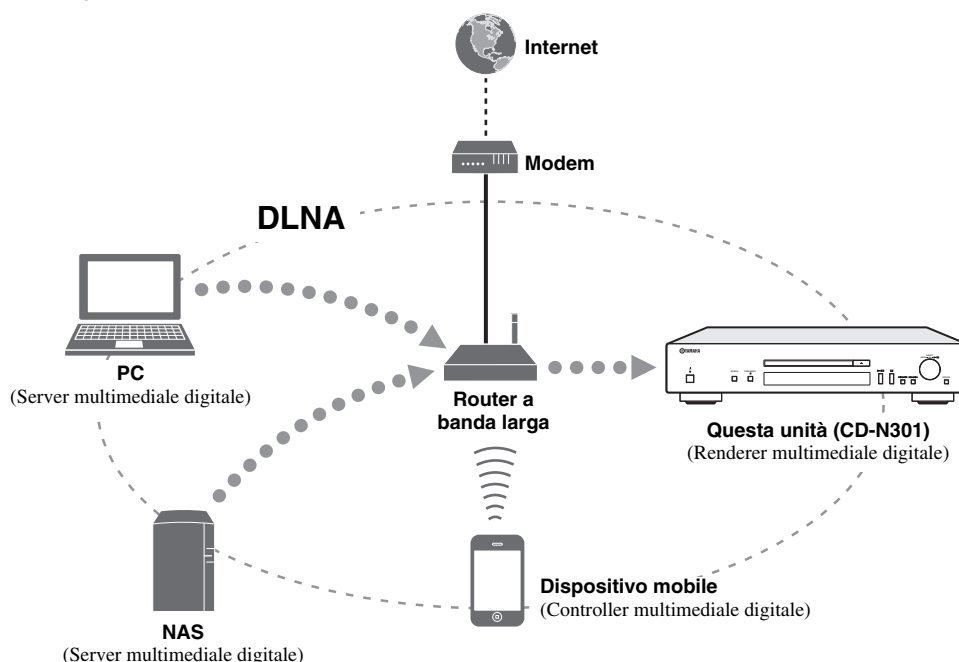 Internet
Modem
DLNA
PC
(Server multimediale digitale)
Router a
banda larga
YAMAHA
Questa unità (CD-N301)
(Renderer multimediale digitale)
Dispositivo mobile
(Controller multimediale digitale)
NAS
(Server multimediale digitale)